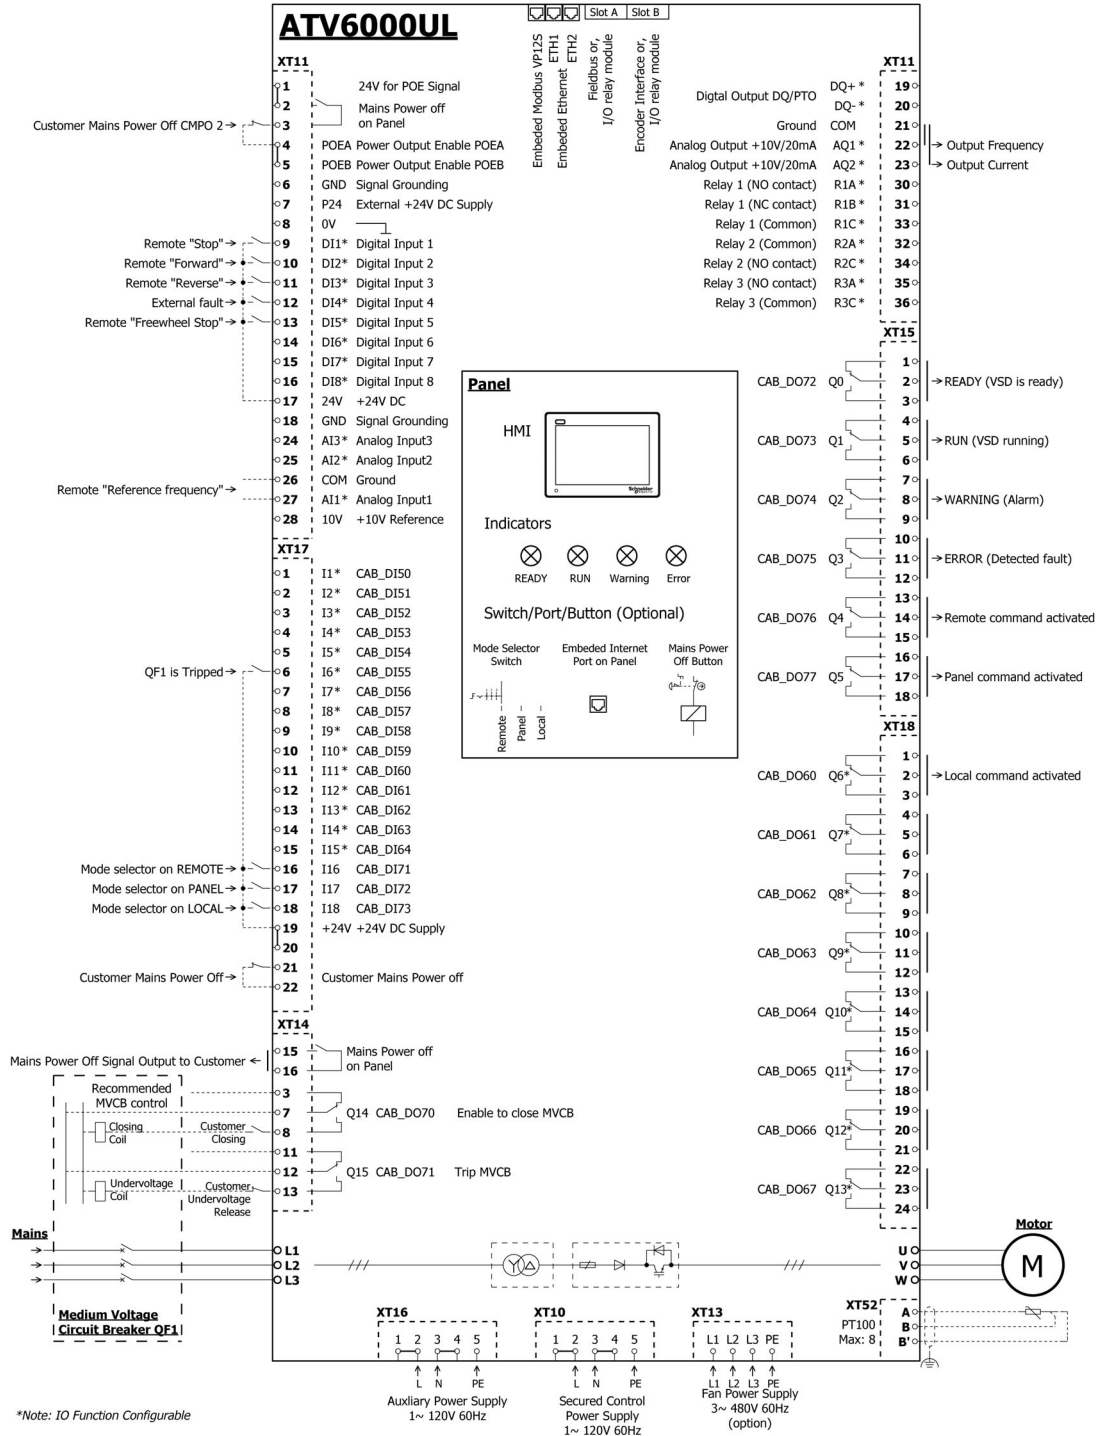 ATV6000UL
Slot A
Slot B
Embeded Modbus VP12S
ETH1
Embeded Ethernet
ETH2
Fieldbus or,
I/O relay module
Encoder Interface or,
I/O relay module
XT11
1 24V for POE Signal
2 Mains Power off
on Panel
Customer Mains Power Off CMPO 2 3
4 POEA Power Output Enable POEA
5 POEB Power Output Enable POEB
6 GND Signal Grounding
7 P24 External +24V DC Supply
8 0V
Remote "Stop" 9 DI1* Digital Input 1
Remote "Forward" 10 DI2* Digital Input 2
Remote "Reverse" 11 DI3* Digital Input 3
External fault 12 DI4* Digital Input 4
Remote "Freewheel Stop" 13 DI5* Digital Input 5
14 DI6* Digital Input 6
15 DI7* Digital Input 7
16 DI8* Digital Input 8
17 24V +24V DC
18 GND Signal Grounding
24 AI3* Analog Input3
25 AI2* Analog Input2
26 COM Ground
Remote "Reference frequency"
27 AI1* Analog Input1
28 10V +10V Reference
XT17
1 I1* CAB_DI50
2 I2* CAB_DI51
3 I3* CAB_DI52
4 I4* CAB_DI53
5 I5* CAB_DI54
QF1 is Tripped 6 I6* CAB_DI55
7 I7* CAB_DI56
8 I8* CAB_DI57
9 I9* CAB_DI58
10 I10* CAB_DI59
11 I11* CAB_DI60
12 I12* CAB_DI61
13 I13* CAB_DI62
14 I14* CAB_DI63
15 I15* CAB_DI64
Mode selector on REMOTE 16 I16 CAB_DI71
Mode selector on PANEL 17 I17 CAB_DI72
Mode selector on LOCAL 18 I18 CAB_DI73
19 +24V +24V DC Supply
20
21
Customer Mains Power Off Customer Mains Power off
22
XT14
15 Mains Power off
Mains Power Off Signal Output to Customer
16 on Panel
Recommended
MVCB control
3
7 Q14 CAB_DO70 Enable to close MVCB
Closing
Coil
Customer
Closing
8
11
12 Q15 CAB_DO71 Trip MVCB
Undervoltage
Coil
Customer
Undervoltage
Release
13
Mains
L1
L2
L3
Medium Voltage
Circuit Breaker QF1
Panel
HMI
Schneider
Indicators
READY RUN Warning Error
Switch/Port/Button (Optional)
Mode Selector
Switch
Embeded Internet
Port on Panel
Mains Power
Off Button
Remote
Panel
Local
XT11
Digtal Output DQ/PTO
DQ+ * 19
DQ- * 20
Ground COM 21
Analog Output +10V/20mA AQ1 * 22 Output Frequency
Analog Output +10V/20mA AQ2 * 23 Output Current
Relay 1 (NO contact) R1A * 30
Relay 1 (NC contact) R1B * 31
Relay 1 (Common) R1C * 33
Relay 2 (Common) R2A * 32
Relay 2 (NO contact) R2C * 34
Relay 3 (NO contact) R3A * 35
Relay 3 (Common) R3C * 36
XT15
1
CAB_DO72 Q0 2 READY (VSD is ready)
3
4
CAB_DO73 Q1 5 RUN (VSD running)
6
7
CAB_DO74 Q2 8 WARNING (Alarm)
9
10
CAB_DO75 Q3 11 ERROR (Detected fault)
12
13
CAB_DO76 Q4 14 Remote command activated
15
16
CAB_DO77 Q5 17 Panel command activated
18
XT18
1
CAB_DO60 Q6* 2 Local command activated
3
4
CAB_DO61 Q7* 5
6
7
CAB_DO62 Q8* 8
9
10
CAB_DO63 Q9* 11
12
13
CAB_DO64 Q10* 14
15
16
CAB_DO65 Q11* 17
18
19
CAB_DO66 Q12* 20
21
22
CAB_DO67 Q13* 23
24
Motor
U
V
W
M
XT52
PT100
Max: 8
A
B
B'
XT16
1 2 3 4 5
L N PE
Auxliary Power Supply
1~ 120V 60Hz
XT10
1 2 3 4 5
L N PE
Secured Control
Power Supply
1~ 120V 60Hz
XT13
L1 L2 L3 PE
L1 L2 L3 PE
Fan Power Supply
3~ 480V 60Hz
(option)
*Note: IO Function Configurable